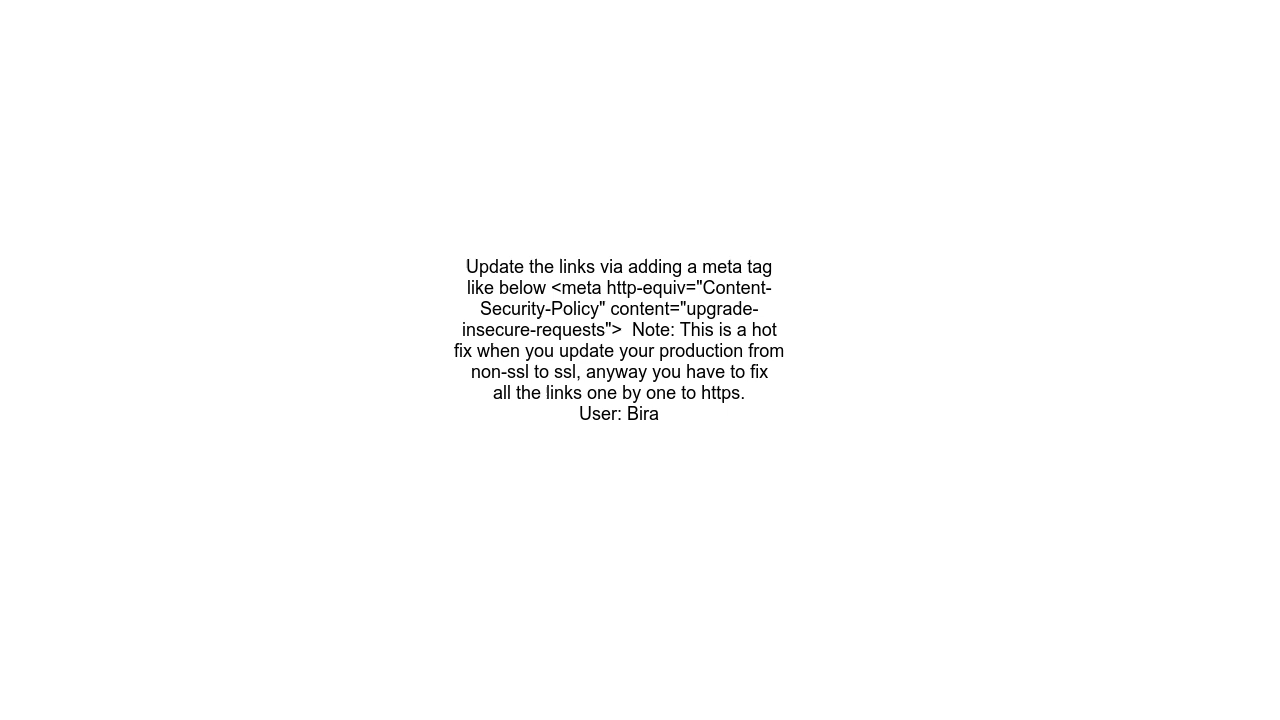 Update the links via adding a meta tag
like below <meta http-equiv="Content-
Security-Policy" content="upgrade-
insecure-requests">  Note: This is a hot
fix when you update your production from
non-ssl to ssl, anyway you have to fix
all the links one by one to https.
User: Bira